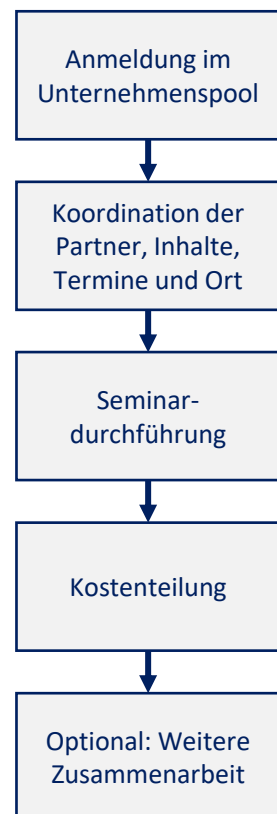 Anmeldung im
Unternehmenspool
Koordination der
Partner, Inhalte,
Termine und Ort
Seminar-
durchführung
Kostenteilung
Optional: Weitere
Zusammenarbeit